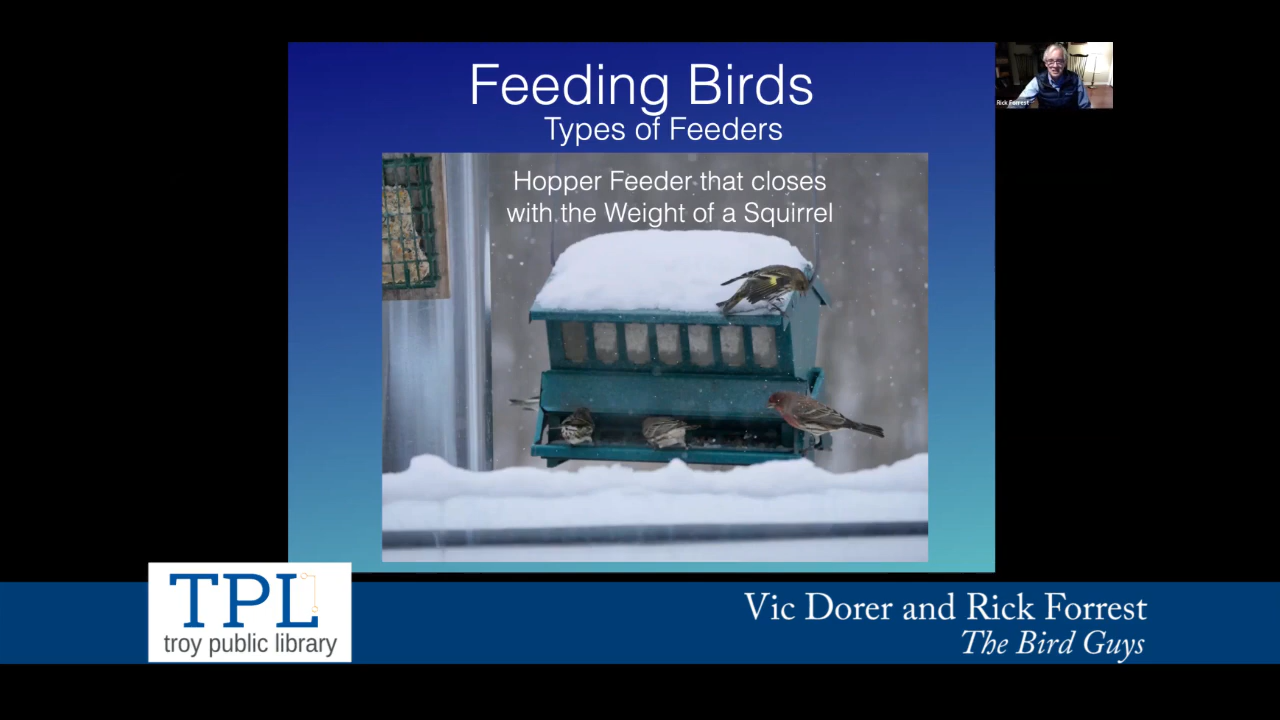 Feeding Birds
Types of Feeders
Hopper Feeder that closes
with the Weight of a Squirrel
Rick Forrest
TPL
troy public library
Vic Dorer and Rick Forrest
The Bird Guys